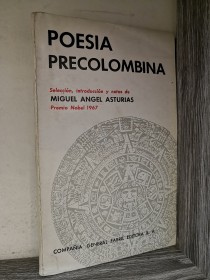 POESIA
PRECOLOMBINA
Selección, introducción y notas de
MIGUEL ANGEL ASTURIAS
Premio Nobel 1967
COMPAÑIA GENERAL FABRIL EDITORA S. A.